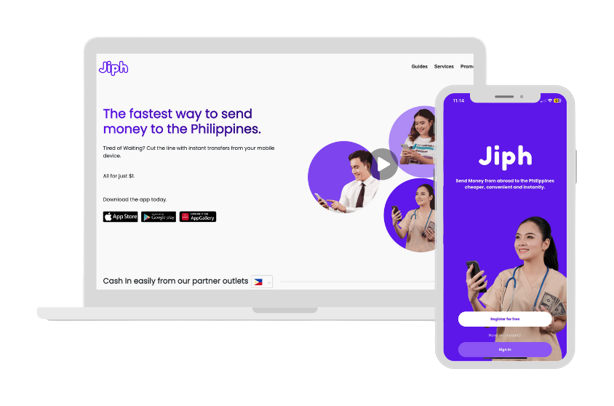 Jiph
Guides Services Promo
The fastest way to send
money to the Philippines.
Tired of Waiting? Cut the line with instant transfers from your mobile
device.
All for just $1.
Download the app today.
App Store
Google play
AppGallery
Cash In easily from our partner outlets
11:14
Jiph
Send Money from abroad to the Philippines
cheaper, convenient and instantly.
Register for free
Sign In